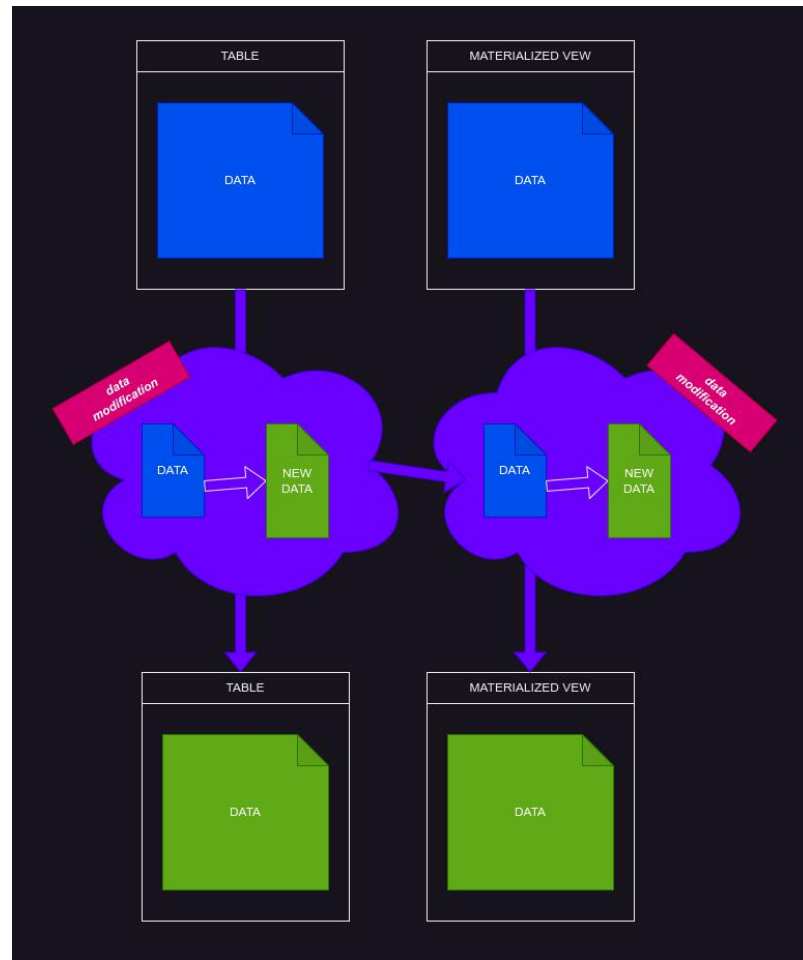 TABLE
MATERIALIZED VEW
DATA
DATA
data
modification
data
modification
DATA
NEW
DATA
DATA
NEW
DATA
TABLE
MATERIALIZED VEW
DATA
DATA